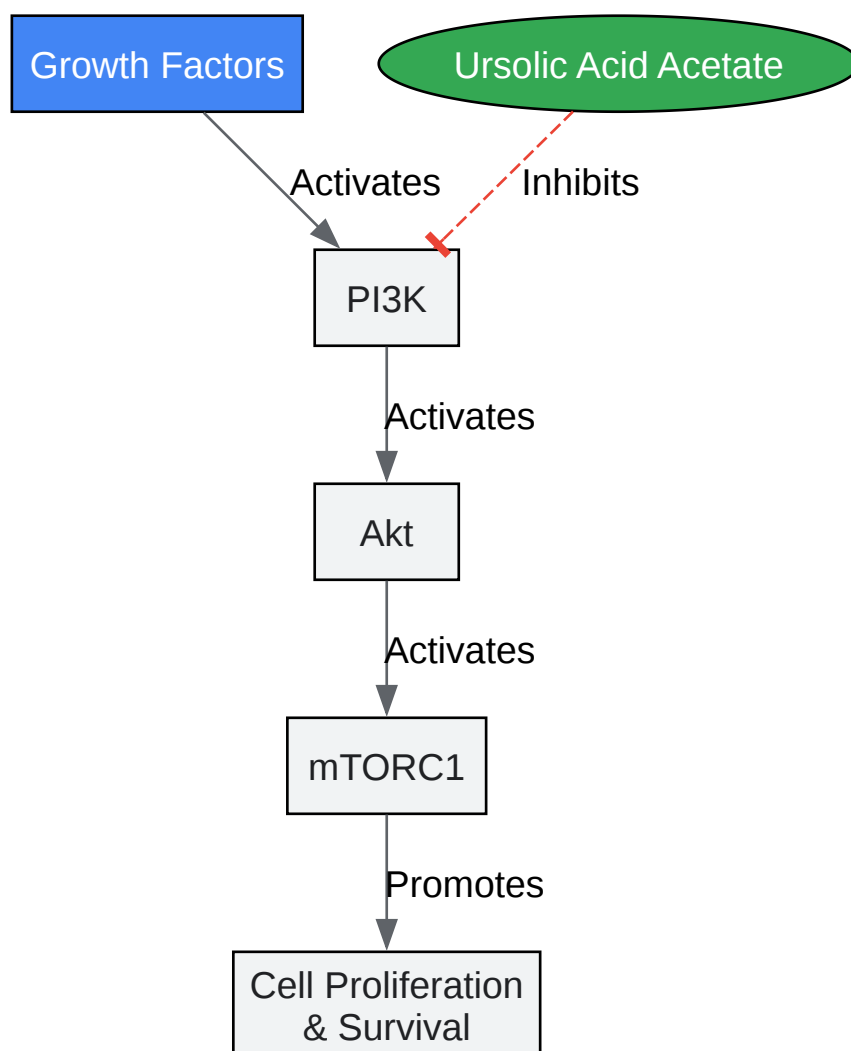 Growth Factors
Ursolic Acid Acetate
Activates
Inhibits
PI3K
Activates
Akt
Activates
mTORC1
Promotes
Cell Proliferation
& Survival